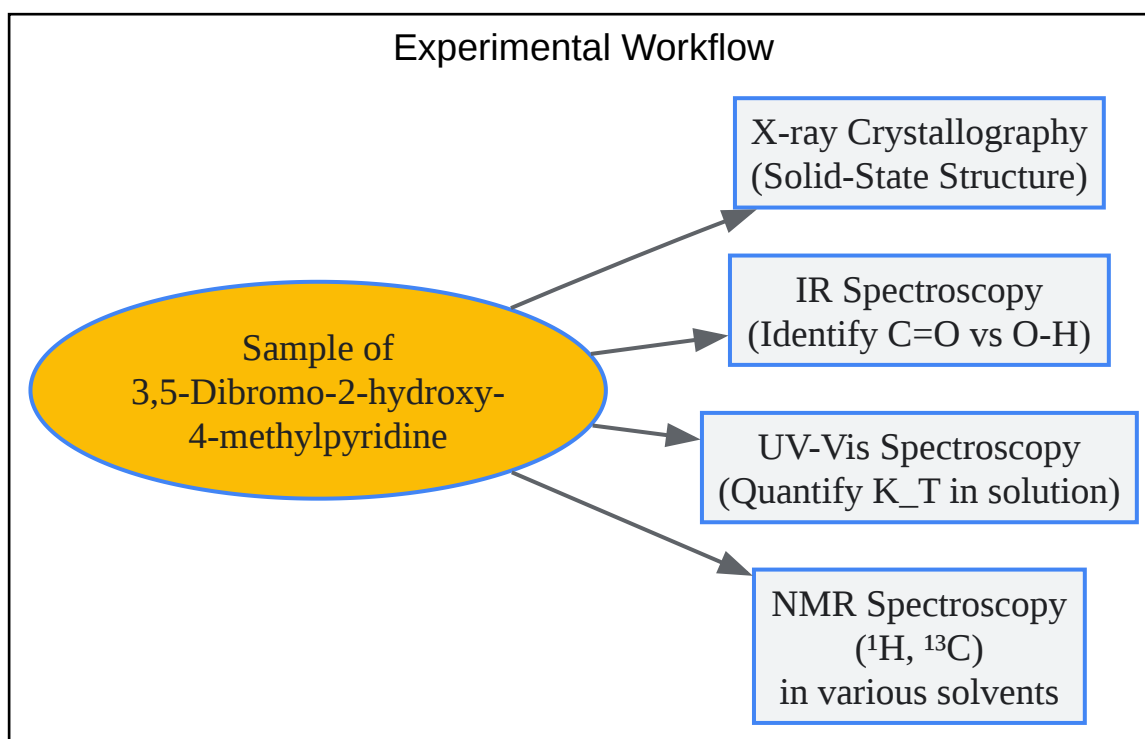 Experimental Workflow
X-ray Crystallography
(Solid-State Structure)
IR Spectroscopy
(Identify C=O vs O-H)
Sample of
3,5-Dibromo-2-hydroxy-
4-methylpyridine
UV-Vis Spectroscopy
(Quantify K_T in solution)
NMR Spectroscopy
(¹H, ¹³C)
in various solvents